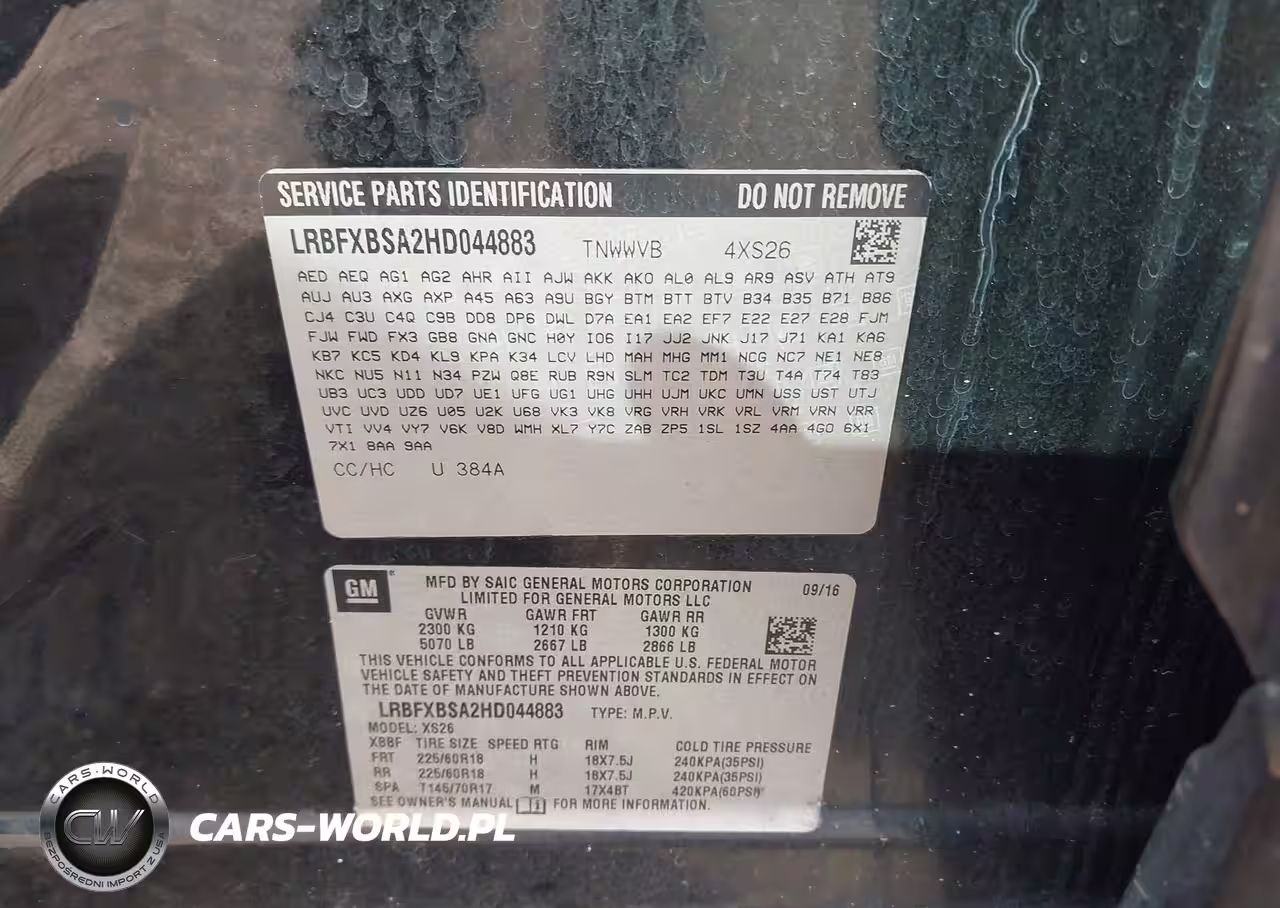 SERVICE PARTS IDENTIFICATION DO NOT REMOVE
LRBFXBSA2HD044883 TNWWVB 4XS26
AED AEQ AG1 AG2 AHR AII AJW AKK AKO AL0 AL9 AR9 ASV ATH AT9
AUJ AU3 AXG AXP A45 A63 A9U BGY BTM BTT BTV B34 B35 B71 B86
CJ4 C3U C4Q C9B DD8 DP6 DWL D7A EA1 EA2 EF7 E22 E27 E28 FJM
FJW FWD FX3 GB8 GNA GNC H0Y IO6 I17 JJ2 JNK J17 J71 KA1 KA6
KB7 KC5 KD4 KL9 KPA K34 LCV LHD MAH MHG MM1 NCG NC7 NE1 NE8
NKC NU5 N11 N34 PZW Q8E RUB R9N SLM TC2 TDM T3U T4A T74 T83
UB3 UC3 UDD UD7 UE1 UFG UG1 UHG UHH UJM UKC UMN USS UST UTJ
UVC UVD UZ6 U05 U2K U68 VK3 VK8 VRG VRH VRK VRL VRM VRN VRR
VTI VV4 VY7 V6K V8D WMH XL7 Y7C ZAB ZP5 1SL 1SZ 4AA 4GO 6X1
7X1 8AA 9AA
CC/HC U 384A
GM® MFD BY SAIC GENERAL MOTORS CORPORATION 09/16
LIMITED FOR GENERAL MOTORS LLC
GVWR GAWR FRT GAWR RR
2300 KG 1210 KG 1300 KG
5070 LB 2667 LB 2866 LB
THIS VEHICLE CONFORMS TO ALL APPLICABLE U.S. FEDERAL MOTOR
VEHICLE SAFETY AND THEFT PREVENTION STANDARDS IN EFFECT ON
THE DATE OF MANUFACTURE SHOWN ABOVE.
LRBFXBSA2HD044883 TYPE: M.P.V.
MODEL: XS26
XBBF TIRE SIZE SPEED RTG RIM COLD TIRE PRESSURE
FRT 225/60R18 H 18X7.5J 240KPA(35PSI)
RR 225/60R18 H 18X7.5J 240KPA(35PSI)
SPA T145/70R17 M 17X4BT 420KPA(60PSI)
SEE OWNER'S MANUAL FOR MORE INFORMATION.
CARS-WORLD
CW
BEZPOŚREDNI IMPORT Z USA
CARS-WORLD.PL